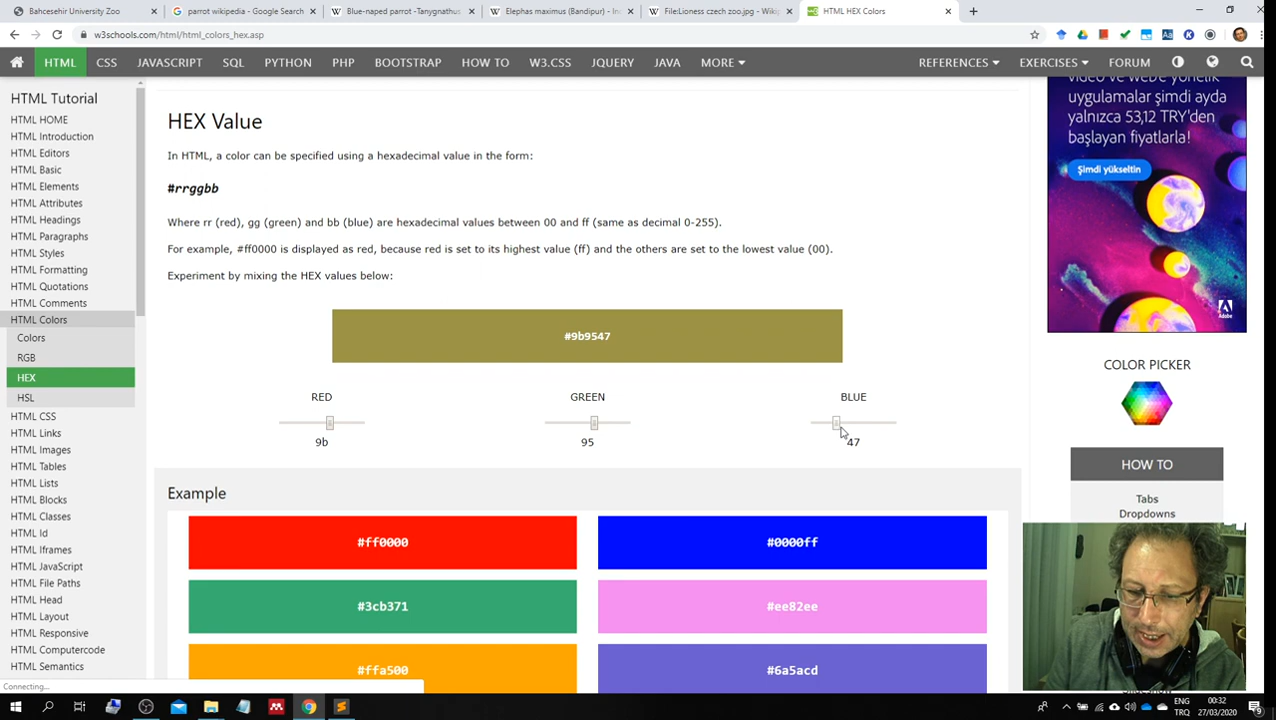 Bahcesehir University Zoo
parrot wikipedia - Google Search
Blue-naped parrot -Tanygnathus
Elephas maximus (Bandipur) - In
File:Lioness czech zoo.jpg - Wikip
HTML HEX Colors
w3schools.com/html/html_colors_hex.asp
HTML CSS JAVASCRIPT SQL PYTHON PHP BOOTSTRAP HOW TO W3.CSS JQUERY JAVA MORE REFERENCES EXERCISES FORUM
HTML Tutorial
HTML HOME
HTML Introduction
HTML Editors
HTML Basic
HTML Elements
HTML Attributes
HTML Headings
HTML Paragraphs
HTML Styles
HTML Formatting
HTML Quotations
HTML Comments
HTML Colors
Colors
RGB
HEX
HSL
HTML CSS
HTML Links
HTML Images
HTML Tables
HTML Lists
HTML Blocks
HTML Classes
HTML Id
HTML Iframes
HTML JavaScript
HTML File Paths
HTML Head
HTML Layout
HTML Responsive
HTML Computercode
HTML Semantics
Connecting...
HEX Value
In HTML, a color can be specified using a hexadecimal value in the form:
#rrggbb
Where rr (red), gg (green) and bb (blue) are hexadecimal values between 00 and ff (same as decimal 0-255).
For example, #ff0000 is displayed as red, because red is set to its highest value (ff) and the others are set to the lowest value (00).
Experiment by mixing the HEX values below:
#9b9547
RED GREEN BLUE
9b 95 47
Example
#ff0000 #0000ff
#3cb371 #ee82ee
#ffa500 #6a5acd
video ve web'e yönelik
uygulamalar şimdi ayda
yalnızca 53,12 TRY'den
başlayan fiyatlarla!
Şimdi yükseltin
Adobe
COLOR PICKER
HOW TO
Tabs
Dropdowns
ENG
TRQ
00:32
27/03/2020